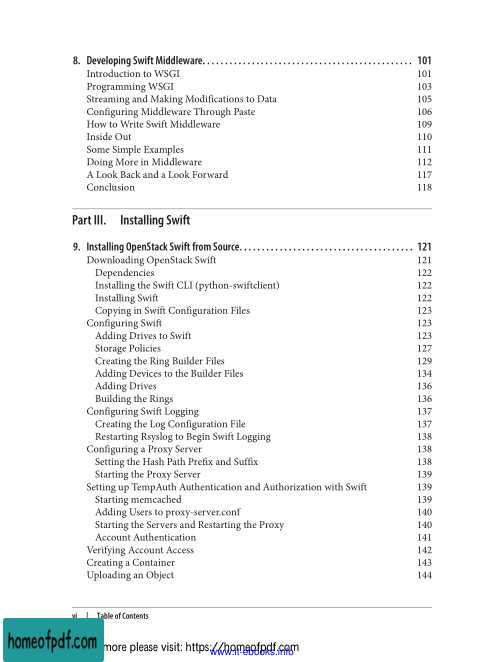 8. Developing Swift Middleware. . . . . . . . . . . . . . . . . . . . . . . . . . . . . . . . . . . . . . . . . . . . . . . 101
Introduction to WSGI 101
Programming WSGI 103
Streaming and Making Modifications to Data 105
Configuring Middleware Through Paste 106
How to Write Swift Middleware 109
Inside Out 110
Some Simple Examples 111
Doing More in Middleware 112
A Look Back and a Look Forward 117
Conclusion 118
Part III. Installing Swift
9. Installing OpenStack Swift from Source. . . . . . . . . . . . . . . . . . . . . . . . . . . . . . . . . . . . . . . 121
Downloading OpenStack Swift 121
Dependencies 122
Installing the Swift CLI (python-swiftclient) 122
Installing Swift 122
Copying in Swift Configuration Files 123
Configuring Swift 123
Adding Drives to Swift 123
Storage Policies 127
Creating the Ring Builder Files 129
Adding Devices to the Builder Files 134
Adding Drives 136
Building the Rings 136
Configuring Swift Logging 137
Creating the Log Configuration File 137
Restarting Rsyslog to Begin Swift Logging 138
Configuring a Proxy Server 138
Setting the Hash Path Prefix and Suffix 138
Starting the Proxy Server 139
Setting up TempAuth Authentication and Authorization with Swift 139
Starting memcached 139
Adding Users to proxy-server.conf 140
Starting the Servers and Restarting the Proxy 140
Account Authentication 141
Verifying Account Access 142
Creating a Container 143
Uploading an Object 144
vi | Table of Contents
homeofpdf.com more please visit: https://homeofpdf.com
www.it-ebooks.info